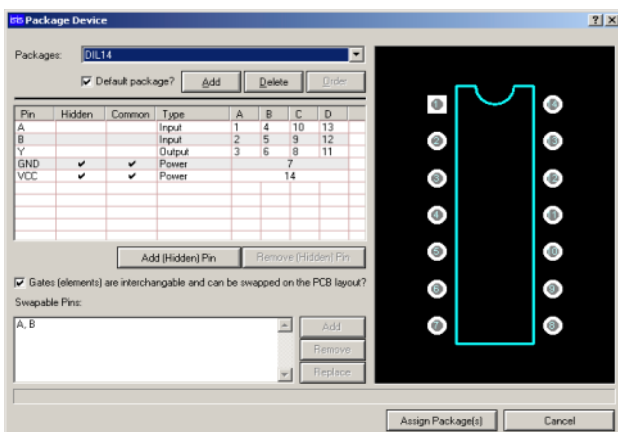 isis Package Device
Packages: DIL14
Default package? Add Delete Order
Pin Hidden Common Type A B C D
A Input 1 4 10 13
B Input 2 5 9 12
Y Output 3 6 8 11
GND ✔ ✔ Power 7
VCC ✔ ✔ Power 14
Add (Hidden) Pin Remove (Hidden) Pin
Gates (elements) are interchangable and can be swapped on the PCB layout?
Swapable Pins:
A, B
Add
Remove
Replace
Assign Package(s) Cancel
1 14
2 13
3 12
4 11
5 10
6 9
7 8